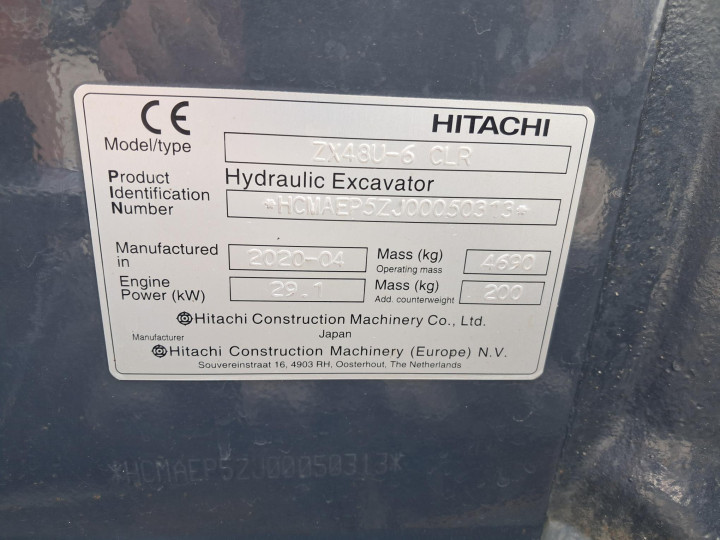 CE
HITACHI
Model/type ZX48U-6 CLR
Product Identification Number
Hydraulic Excavator
*HCMAEP5ZJ00050313*
Manufactured in 2020-04
Mass (kg) Operating mass 4690
Engine Power (kW) 29.1
Mass (kg) Add. counterweight 200
Hitachi Construction Machinery Co., Ltd.
Japan
Manufacturer
Hitachi Construction Machinery (Europe) N.V.
Souvereinstraat 16, 4903 RH, Oosterhout, The Netherlands
*HCMAEP5ZJ00050313*